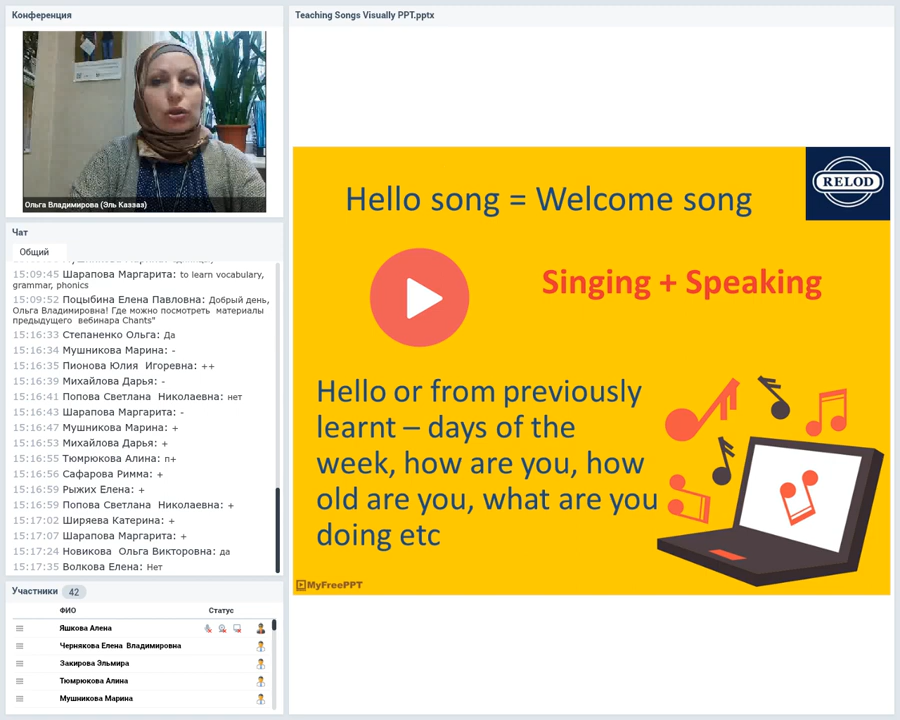 Конференция
Ольга Владимирова (Эль Каззаз)
Чат
Общий
15:09:45 Шарапова Маргарита: to learn vocabulary,
grammar, phonics
15:09:52 Поцыбина Елена Павловна: Добрый день,
Ольга Владимировна! Где можно посмотреть материалы
предыдущего вебинара Chants"
15:16:33 Степаненко Ольга: Да
15:16:34 Мушникова Марина: -
15:16:35 Пионова Юлия Игоревна: ++
15:16:39 Михайлова Дарья: -
15:16:41 Попова Светлана Николаевна: нет
15:16:43 Шарапова Маргарита: -
15:16:47 Мушникова Марина: +
15:16:53 Михайлова Дарья: +
15:16:55 Тюмрюкова Алина: п+
15:16:56 Сафарова Римма: +
15:16:59 Рыжих Елена: +
15:16:59 Попова Светлана Николаевна: +
15:17:02 Ширяева Катерина: +
15:17:07 Шарапова Маргарита: +
15:17:24 Новикова Ольга Викторовна: да
15:17:35 Волкова Елена: Нет
Участники 42
ФИО Статус
Яшкова Алена
Чернякова Елена Владимировна
Закирова Эльмира
Тюмрюкова Алина
Мушникова Марина
Teaching Songs Visually PPT.pptx
RELOD
Hello song = Welcome song
Singing + Speaking
Hello or from previously
learnt – days of the
week, how are you, how
old are you, what are you
doing etc
MyFreePPT